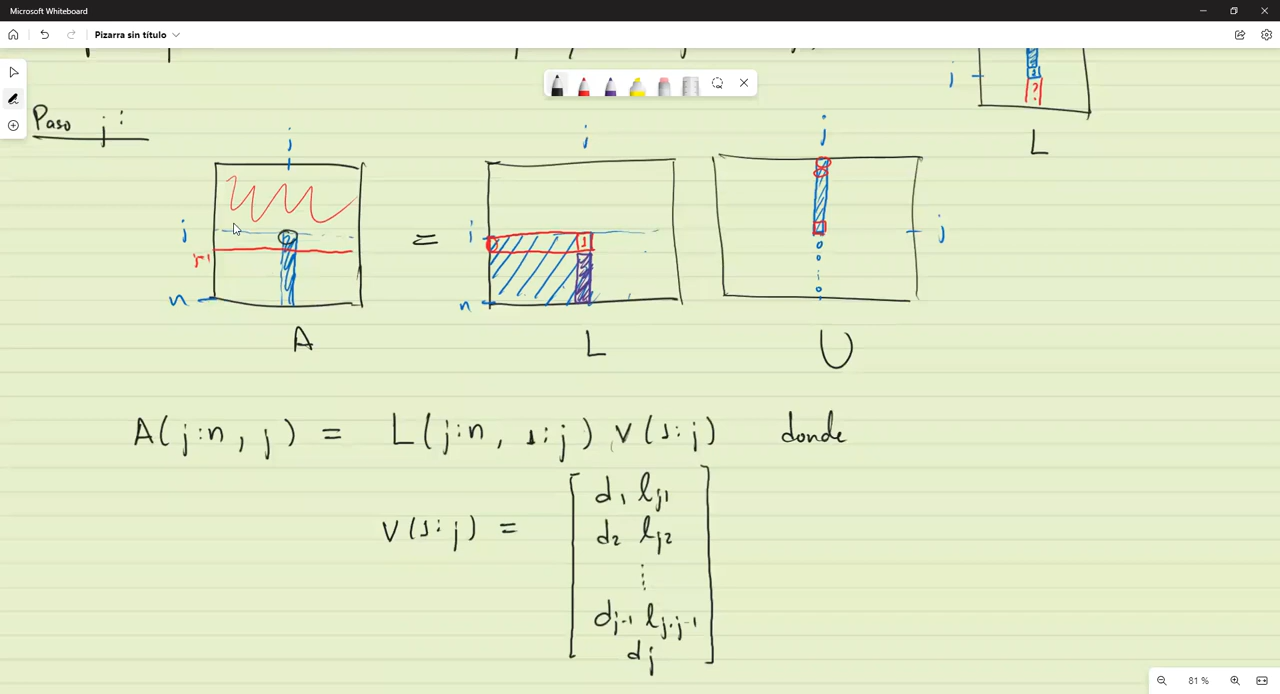 Microsoft Whiteboard
Pizarra sin título
j
L
Paso j:
j j j
j j j
r1
n n
1
?
A = L U
A(j:n, j) = L(j:n, 1:j) v(1:j) donde
v(1:j) =
d₁ lj1
d₂ lj2
⋮
dj-1 lj,j-1
dj
81 %